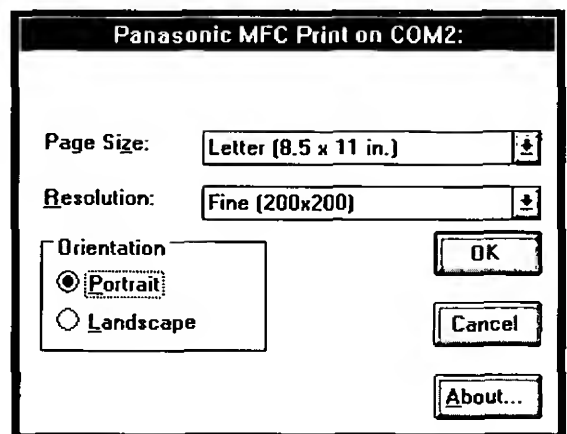 Panasonic MFC Print on COM2:
Page Size: Letter (8.5 x 11 in.)
Resolution: Fine (200x200)
Orientation
Portrait
Landscape
OK
Cancel
About...